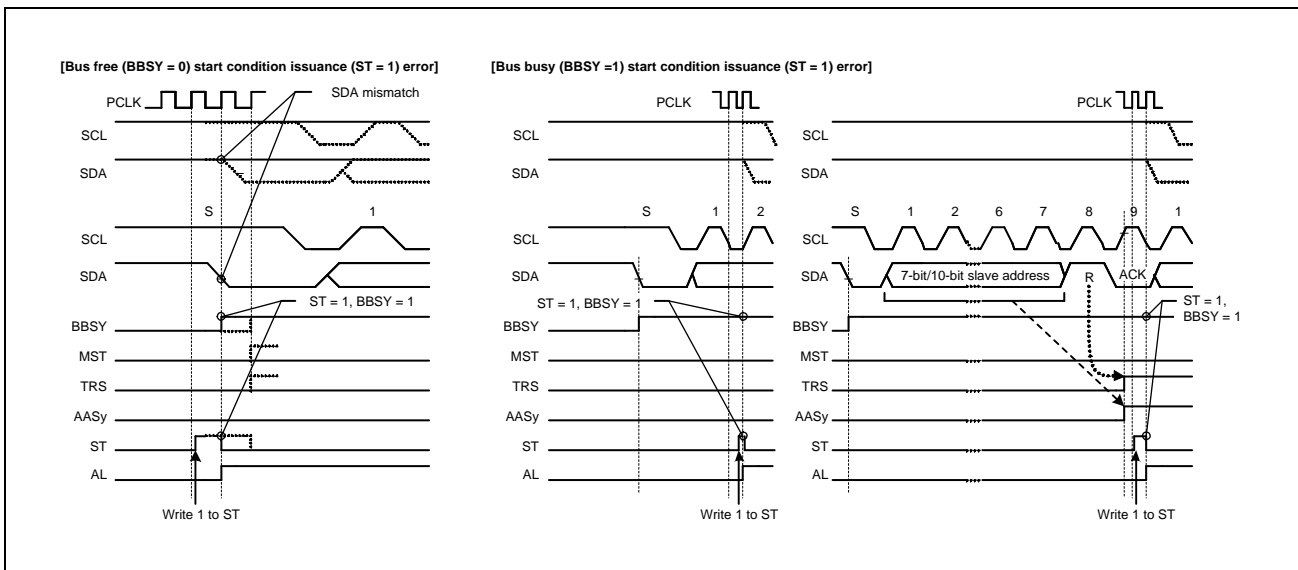 [Bus free (BBSY = 0) start condition issuance (ST = 1) error]
PCLK
SDA mismatch
SCL
SDA
S 1
SCL
SDA
ST = 1, BBSY = 1
BBSY
MST
TRS
AASy
ST
AL
Write 1 to ST
[Bus busy (BBSY =1) start condition issuance (ST = 1) error]
PCLK
SCL
SDA
S 1 2
SCL
SDA
ST = 1, BBSY = 1
BBSY
MST
TRS
AASy
ST
AL
Write 1 to ST
PCLK
SCL
SDA
S 1 2 6 7 8 9 1
SCL
SDA 7-bit/10-bit slave address R ACK
ST = 1,
BBSY = 1
BBSY
MST
TRS
AASy
ST
AL
Write 1 to ST